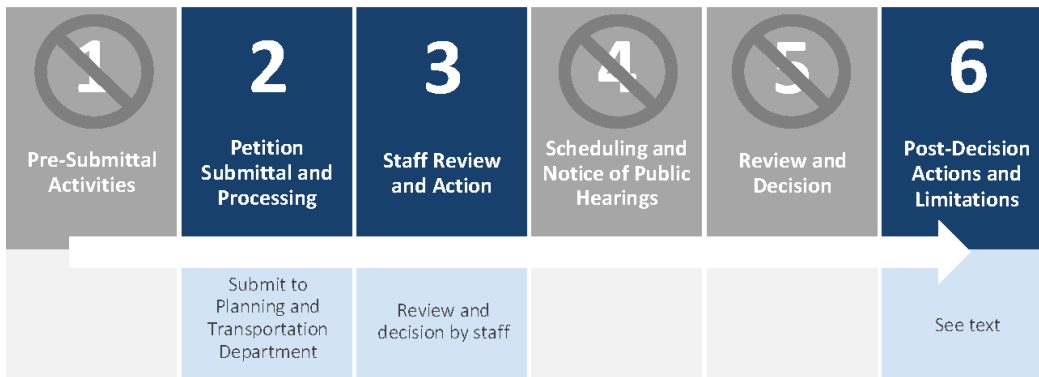 1
Pre-Submittal
Activities
2
Petition
Submittal and
Processing
3
Staff Review
and Action
4
Scheduling and
Notice of Public
Hearings
5
Review and
Decision
6
Post-Decision
Actions and
Limitations
Submit to
Planning and
Transportation
Department
Review and
decision by staff
See text